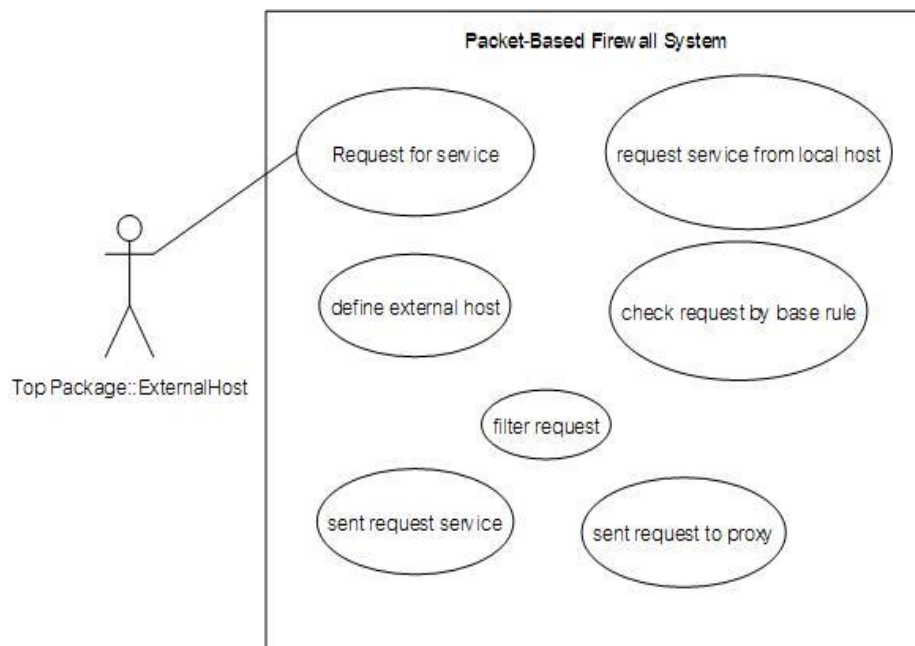 Packet-Based Firewall System
Request for service
request service from local host
define external host
check request by base rule
Top Package::ExternalHost
filter request
sent request service
sent request to proxy